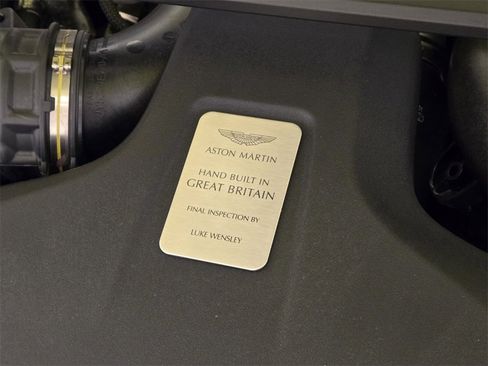 ASTON MARTIN
HAND BUILT IN
GREAT BRITAIN
FINAL INSPECTION BY
LUKE WENSLEY